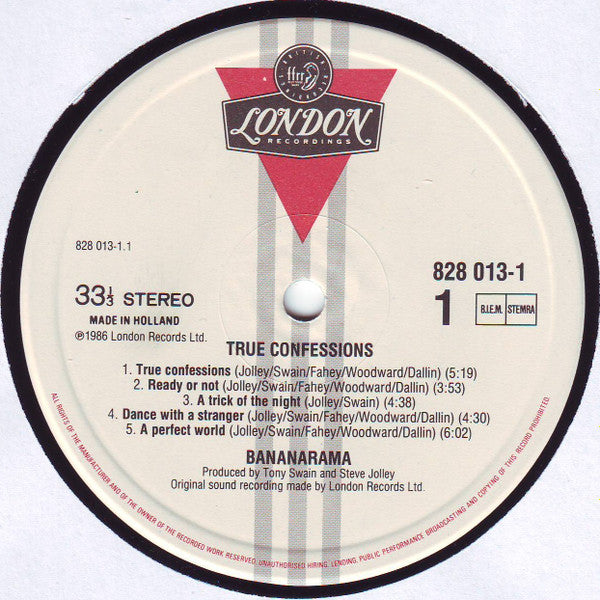 BRITISH RECORDINGS
ffrr
LONDON
RECORDINGS
828 013-1.1
828 013-1
33⅓ STEREO
1
B.I.E.M. STEMRA
MADE IN HOLLAND
℗1986 London Records Ltd.
TRUE CONFESSIONS
1. True confessions (Jolley/Swain/Fahey/Woodward/Dallin) (5:19)
2. Ready or not (Jolley/Swain/Fahey/Woodward/Dallin) (3:53)
3. A trick of the night (Jolley/Swain) (4:38)
4. Dance with a stranger (Jolley/Swain/Fahey/Woodward/Dallin) (4:30)
5. A perfect world (Jolley/Swain/Fahey/Woodward/Dallin) (6:02)
BANANARAMA
Produced by Tony Swain and Steve Jolley
Original sound recording made by London Records Ltd.
ALL RIGHTS OF THE MANUFACTURER AND OF THE OWNER OF THE RECORDED WORK RESERVED. UNAUTHORISED HIRING, LENDING, PUBLIC PERFORMANCE, BROADCASTING AND COPYING OF THIS RECORD PROHIBITED.